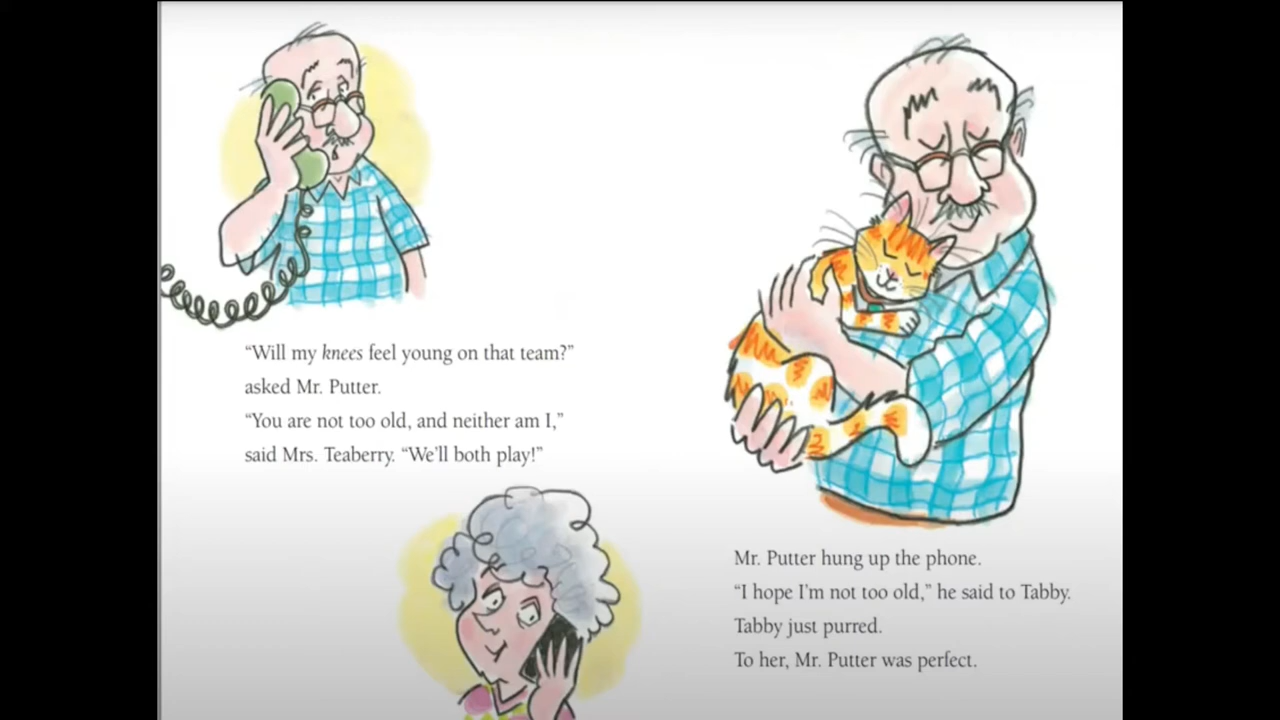 “Will my knees feel young on that team?”
asked Mr. Putter.
“You are not too old, and neither am I,”
said Mrs. Teaberry. “We’ll both play!”
Mr. Putter hung up the phone.
“I hope I’m not too old,” he said to Tabby.
Tabby just purred.
To her, Mr. Putter was perfect.